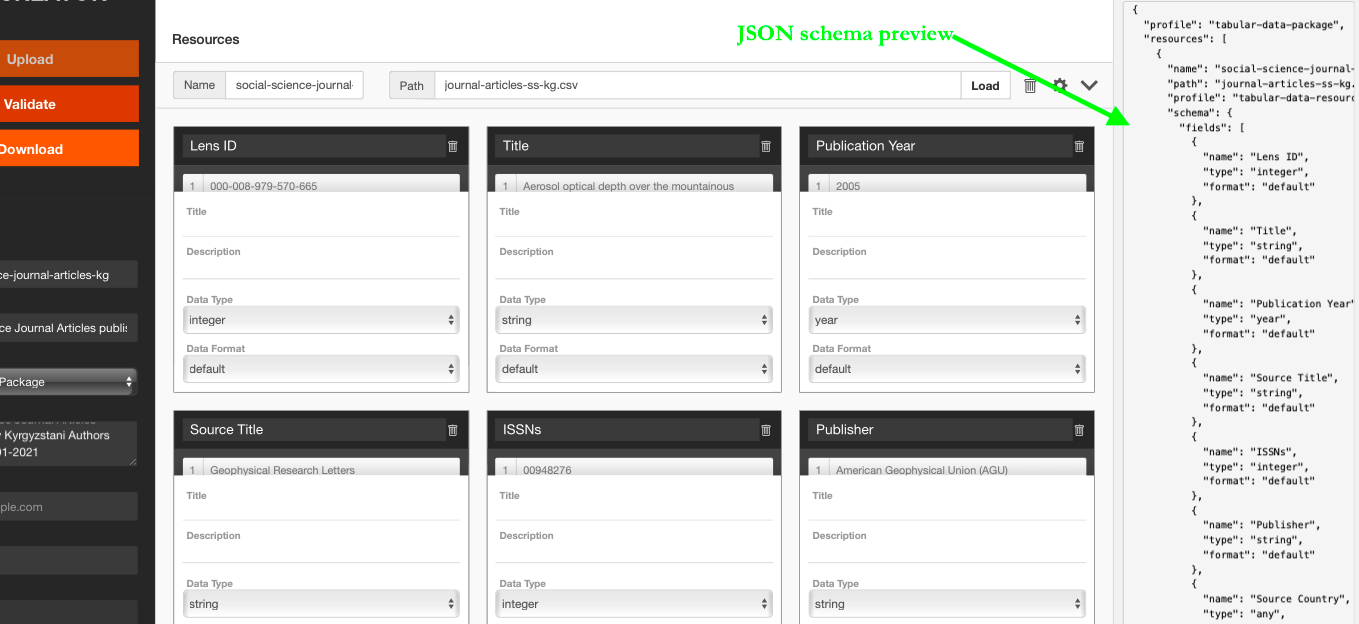 Upload
Validate
Download
ce-journal-articles-kg
ce Journal Articles publis
Package
y Kyrgyzstani Authors
01-2021
ple.com
Resources
Name social-science-journal-
Path journal-articles-ss-kg.csv Load
JSON schema preview
Lens ID
1 000-008-979-570-665
Title
Description
Data Type
integer
Data Format
default
Title
1 Aerosol optical depth over the mountainous
Title
Description
Data Type
string
Data Format
default
Publication Year
1 2005
Title
Description
Data Type
year
Data Format
default
Source Title
1 Geophysical Research Letters
Title
Description
Data Type
string
ISSNs
1 00948276
Title
Description
Data Type
integer
Publisher
1 American Geophysical Union (AGU)
Title
Description
Data Type
string
{
"profile": "tabular-data-package",
"resources": [
{
"name": "social-science-journal-
"path": "journal-articles-ss-kg.
"profile": "tabular-data-resourc
"schema": {
"fields": [
{
"name": "Lens ID",
"type": "integer",
"format": "default"
},
{
"name": "Title",
"type": "string",
"format": "default"
},
{
"name": "Publication Year"
"type": "year",
"format": "default"
},
{
"name": "Source Title",
"type": "string",
"format": "default"
},
{
"name": "ISSNs",
"type": "integer",
"format": "default"
},
{
"name": "Publisher",
"type": "string",
"format": "default"
},
{
"name": "Source Country",
"type": "any",